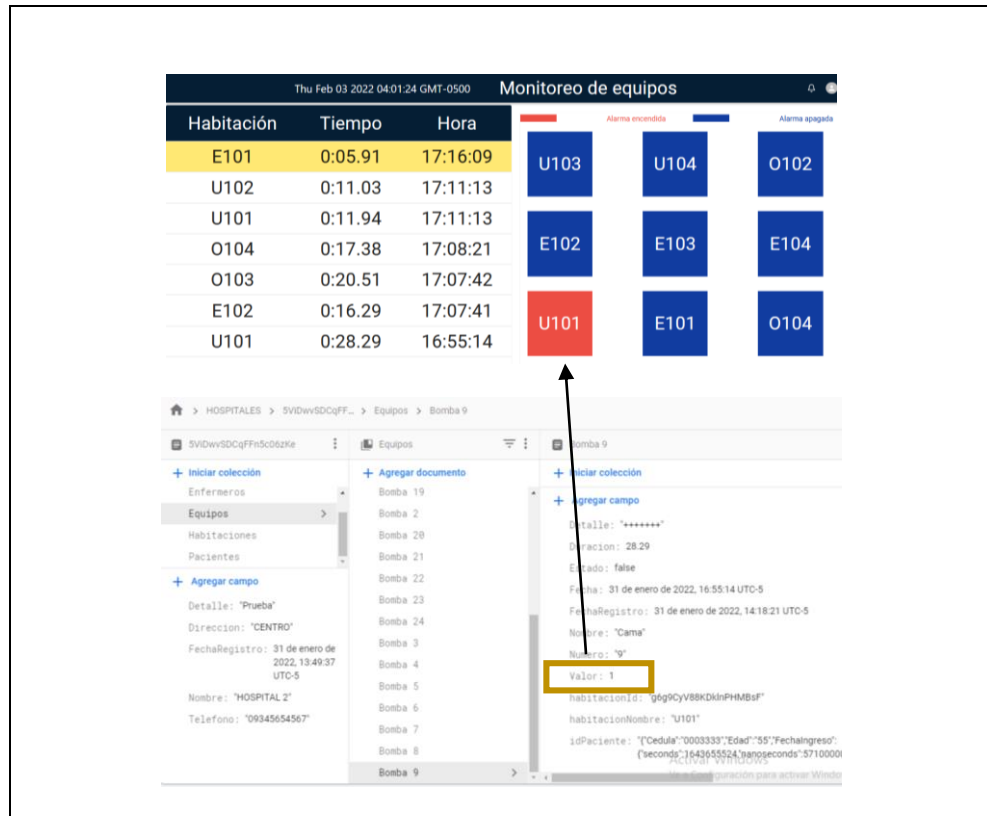 Thu Feb 03 2022 04:01:24 GMT-0500 Monitoreo de equipos
Habitación Tiempo Hora
E101 0:05.91 17:16:09
U102 0:11.03 17:11:13
U101 0:11.94 17:11:13
O104 0:17.38 17:08:21
O103 0:20.51 17:07:42
E102 0:16.29 17:07:41
U101 0:28.29 16:55:14
Alarma encendida Alarma apagada
U103 U104 O102
E102 E103 E104
U101 E101 O104
> HOSPITALES > 5ViDwvSDCqFF... > Equipos > Bomba 9
5ViDwvSDCqFFn5c06zKe
+ Iniciar colección
Enfermeros
Equipos >
Habitaciones
Pacientes
+ Agregar campo
Detalle: "Prueba"
Direccion: "CENTRO"
FechaRegistro: 31 de enero de
2022, 13:49:37
UTC-5
Nombre: "HOSPITAL 2"
Telefono: "09345654567"
Equipos
+ Agregar documento
Bomba 19
Bomba 2
Bomba 20
Bomba 21
Bomba 22
Bomba 23
Bomba 24
Bomba 3
Bomba 4
Bomba 5
Bomba 6
Bomba 7
Bomba 8
Bomba 9 >
Bomba 9
+ Iniciar colección
+ Agregar campo
Detalle: "+++++++"
Duracion: 28.29
Estado: false
Fecha: 31 de enero de 2022, 16:55:14 UTC-5
FechaRegistro: 31 de enero de 2022, 14:18:21 UTC-5
Nombre: "Cama"
Numero: "9"
Valor: 1
habitacionId: "g6g9CyV88KDklnPHMBsF"
habitacionNombre: "U101"
idPaciente: "{"Cedula":"0003333","Edad":"55","FechaIngreso":
{"seconds":1643655524,"nanoseconds":5710000
Activar Windows
Configuración para activar Window